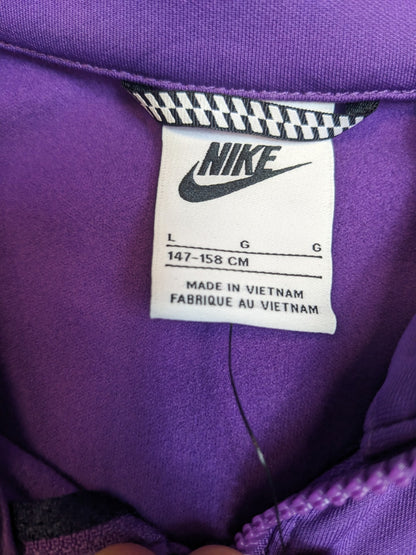 NIKE
L G G
147-158 CM
MADE IN VIETNAM
FABRIQUE AU VIETNAM